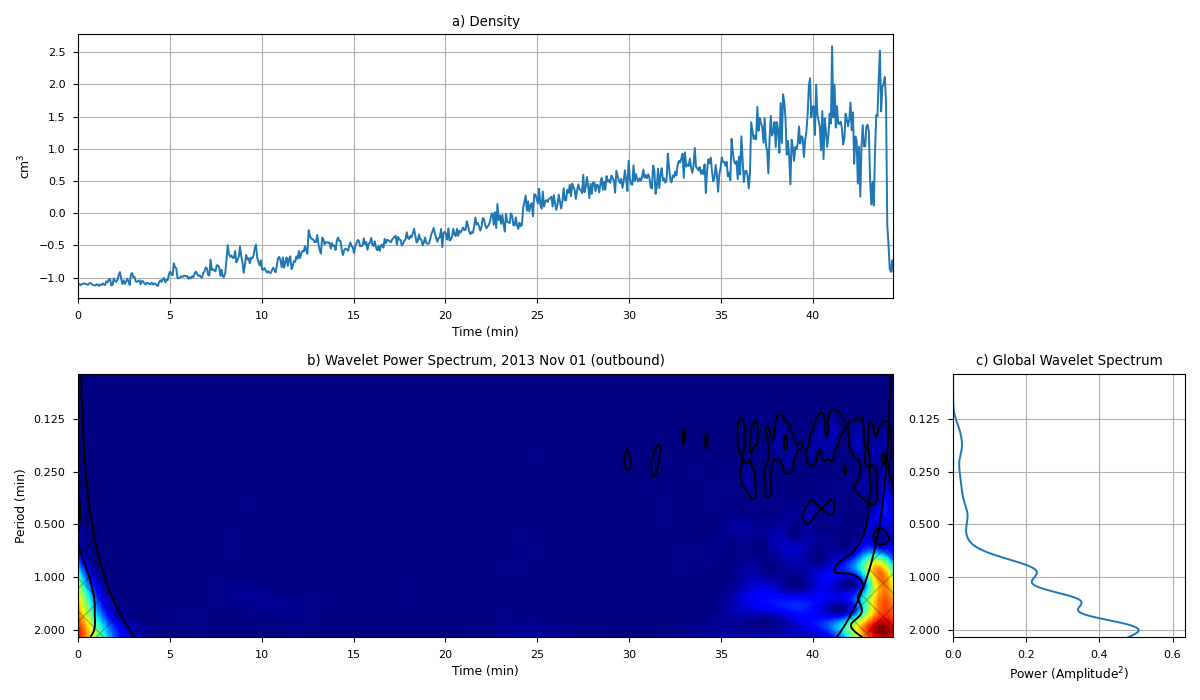 a) Density
2.5
2.0
1.5
1.0
0.5
0.0
−0.5
−1.0
cm³
0 5 10 15 20 25 30 35 40
Time (min)
b) Wavelet Power Spectrum, 2013 Nov 01 (outbound)
0.125
0.250
0.500
1.000
2.000
Period (min)
0 5 10 15 20 25 30 35 40
Time (min)
c) Global Wavelet Spectrum
0.125
0.250
0.500
1.000
2.000
0.0 0.2 0.4 0.6
Power (Amplitude²)